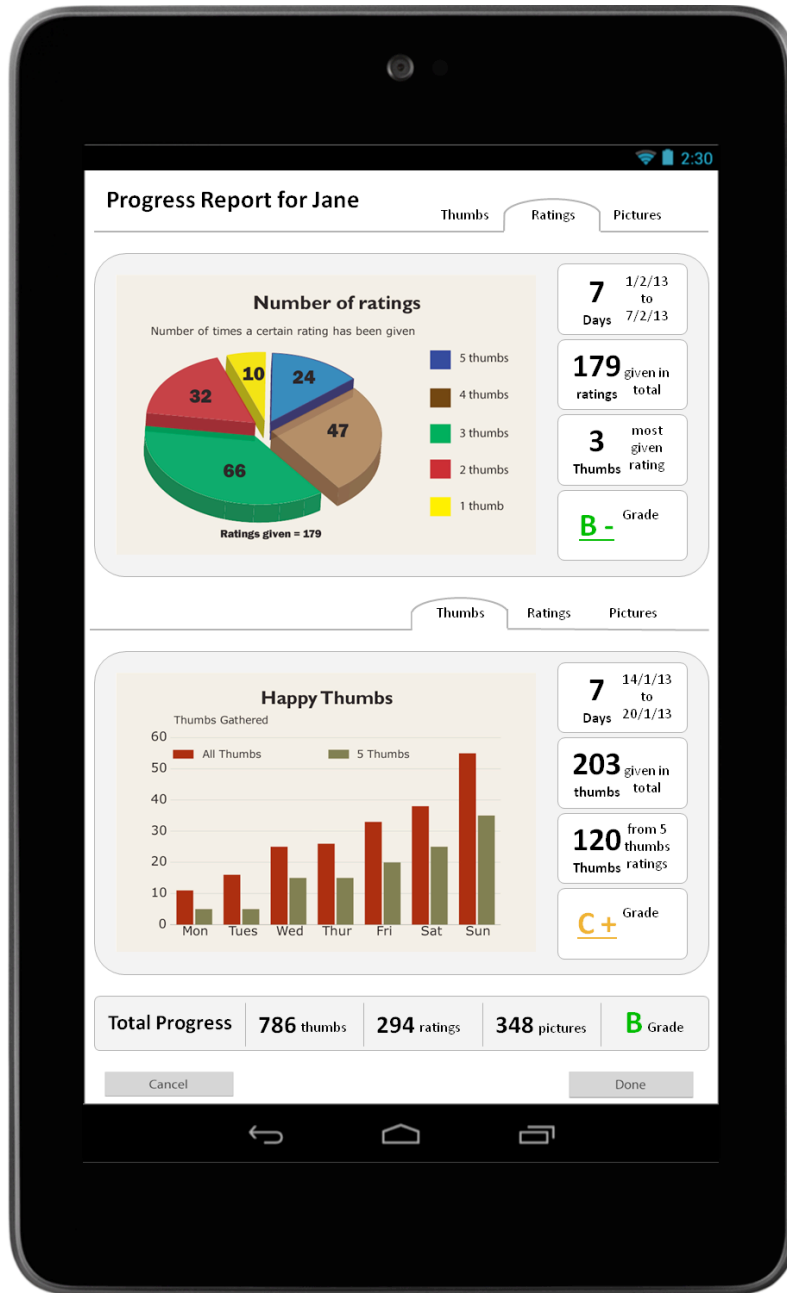 2:30
Progress Report for Jane
Thumbs Ratings Pictures
Number of ratings
Number of times a certain rating has been given
10 24
32
47
66
5 thumbs
4 thumbs
3 thumbs
2 thumbs
1 thumb
Ratings given = 179
7 Days 1/2/13 to 7/2/13
179 ratings given in total
3 Thumbs most given rating
B - Grade
Thumbs Ratings Pictures
Happy Thumbs
Thumbs Gathered
All Thumbs 5 Thumbs
60
50
40
30
20
10
0
Mon Tues Wed Thur Fri Sat Sun
7 Days 14/1/13 to 20/1/13
203 thumbs given in total
120 Thumbs from 5 thumbs ratings
C + Grade
Total Progress 786 thumbs 294 ratings 348 pictures B Grade
Cancel Done